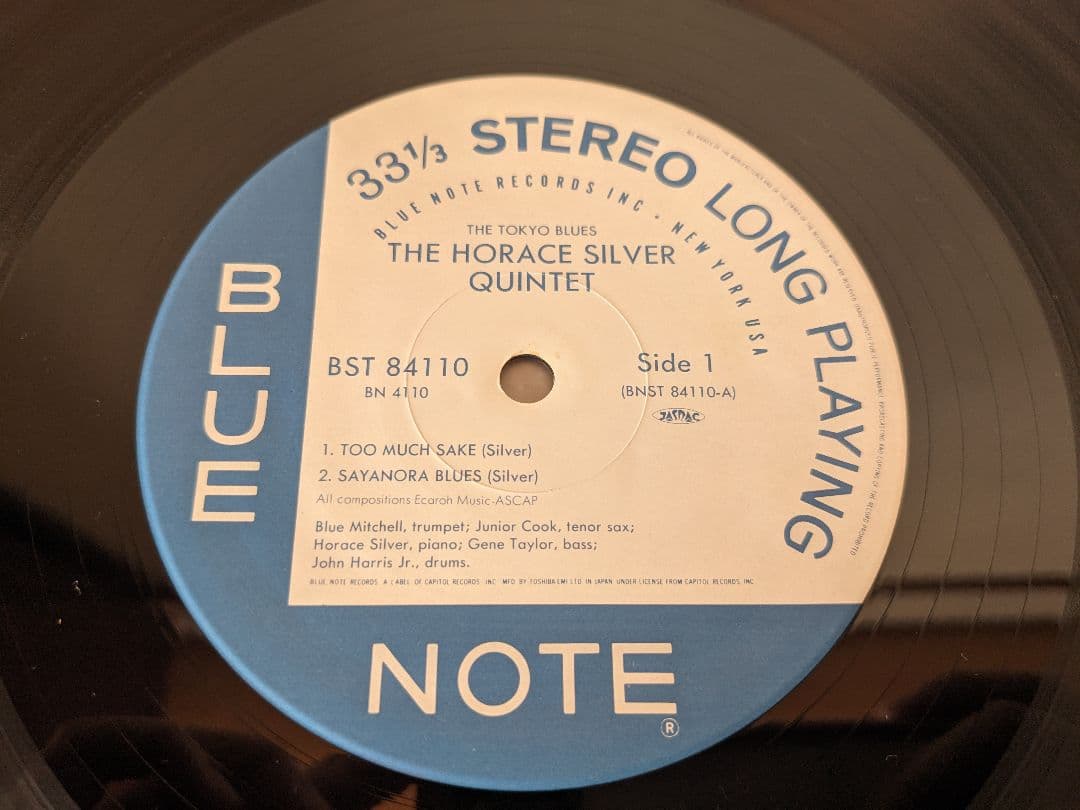 33⅓ STEREO LONG PLAYING
BLUE NOTE RECORDS INC · NEW YORK USA
THE TOKYO BLUES
THE HORACE SILVER
QUINTET
BST 84110
BN 4110
Side 1
(BNST 84110-A)
JASRAC
1. TOO MUCH SAKE (Silver)
2. SAYANORA BLUES (Silver)
All compositions Ecaroh Music-ASCAP
Blue Mitchell, trumpet; Junior Cook, tenor sax;
Horace Silver, piano; Gene Taylor, bass;
John Harris Jr., drums.
BLUE NOTE RECORDS, A LABEL OF CAPITOL RECORDS, INC. MFD. BY TOSHIBA EMI LTD. IN JAPAN UNDER LICENSE FROM CAPITOL RECORDS, INC.
BLUE
NOTE
®